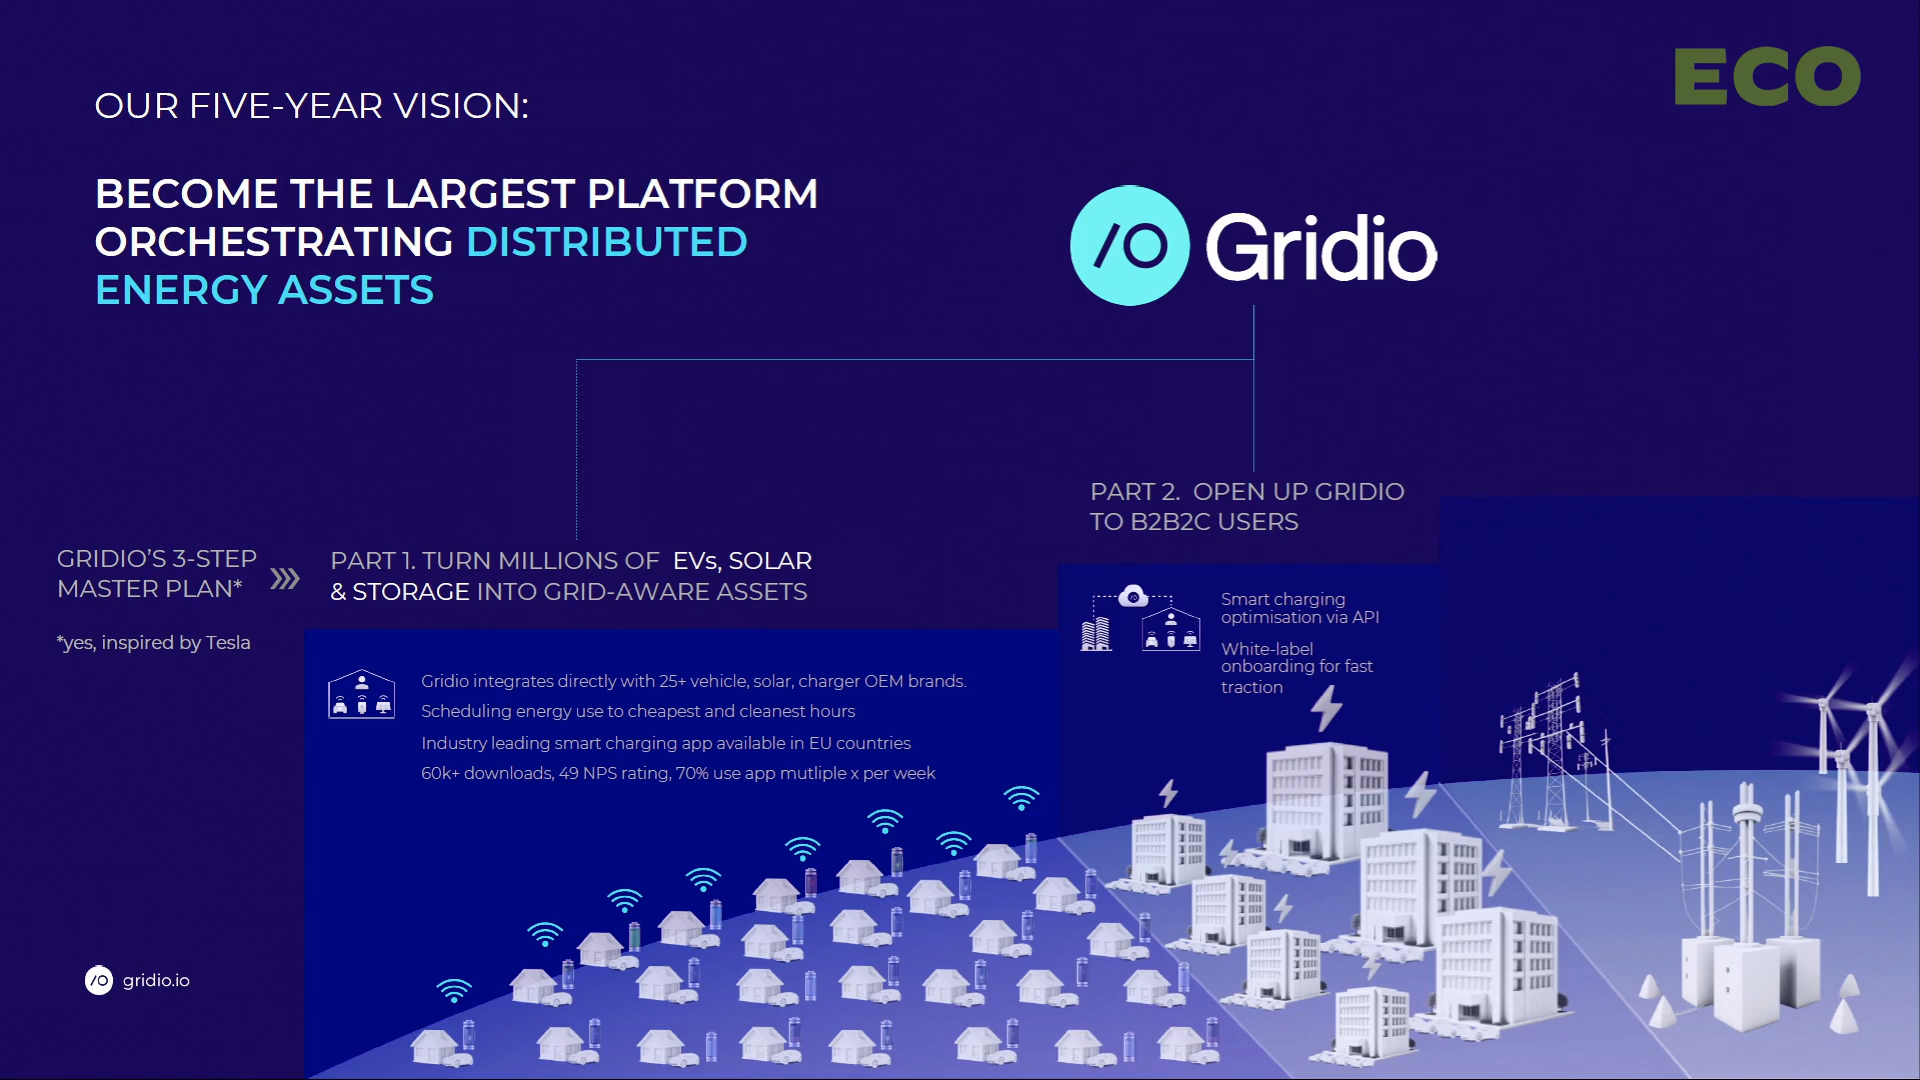 ECO
OUR FIVE-YEAR VISION:
BECOME THE LARGEST PLATFORM
ORCHESTRATING DISTRIBUTED
ENERGY ASSETS
/O Gridio
PART 2. OPEN UP GRIDIO
TO B2B2C USERS
GRIDIO'S 3-STEP
MASTER PLAN*
*yes, inspired by Tesla
PART 1. TURN MILLIONS OF EVs, SOLAR
& STORAGE INTO GRID-AWARE ASSETS
Gridio integrates directly with 25+ vehicle, solar, charger OEM brands.
Scheduling energy use to cheapest and cleanest hours
Industry leading smart charging app available in EU countries
60k+ downloads, 49 NPS rating, 70% use app mutliple x per week
Smart charging
optimisation via API
White-label
onboarding for fast
traction
/O gridio.io